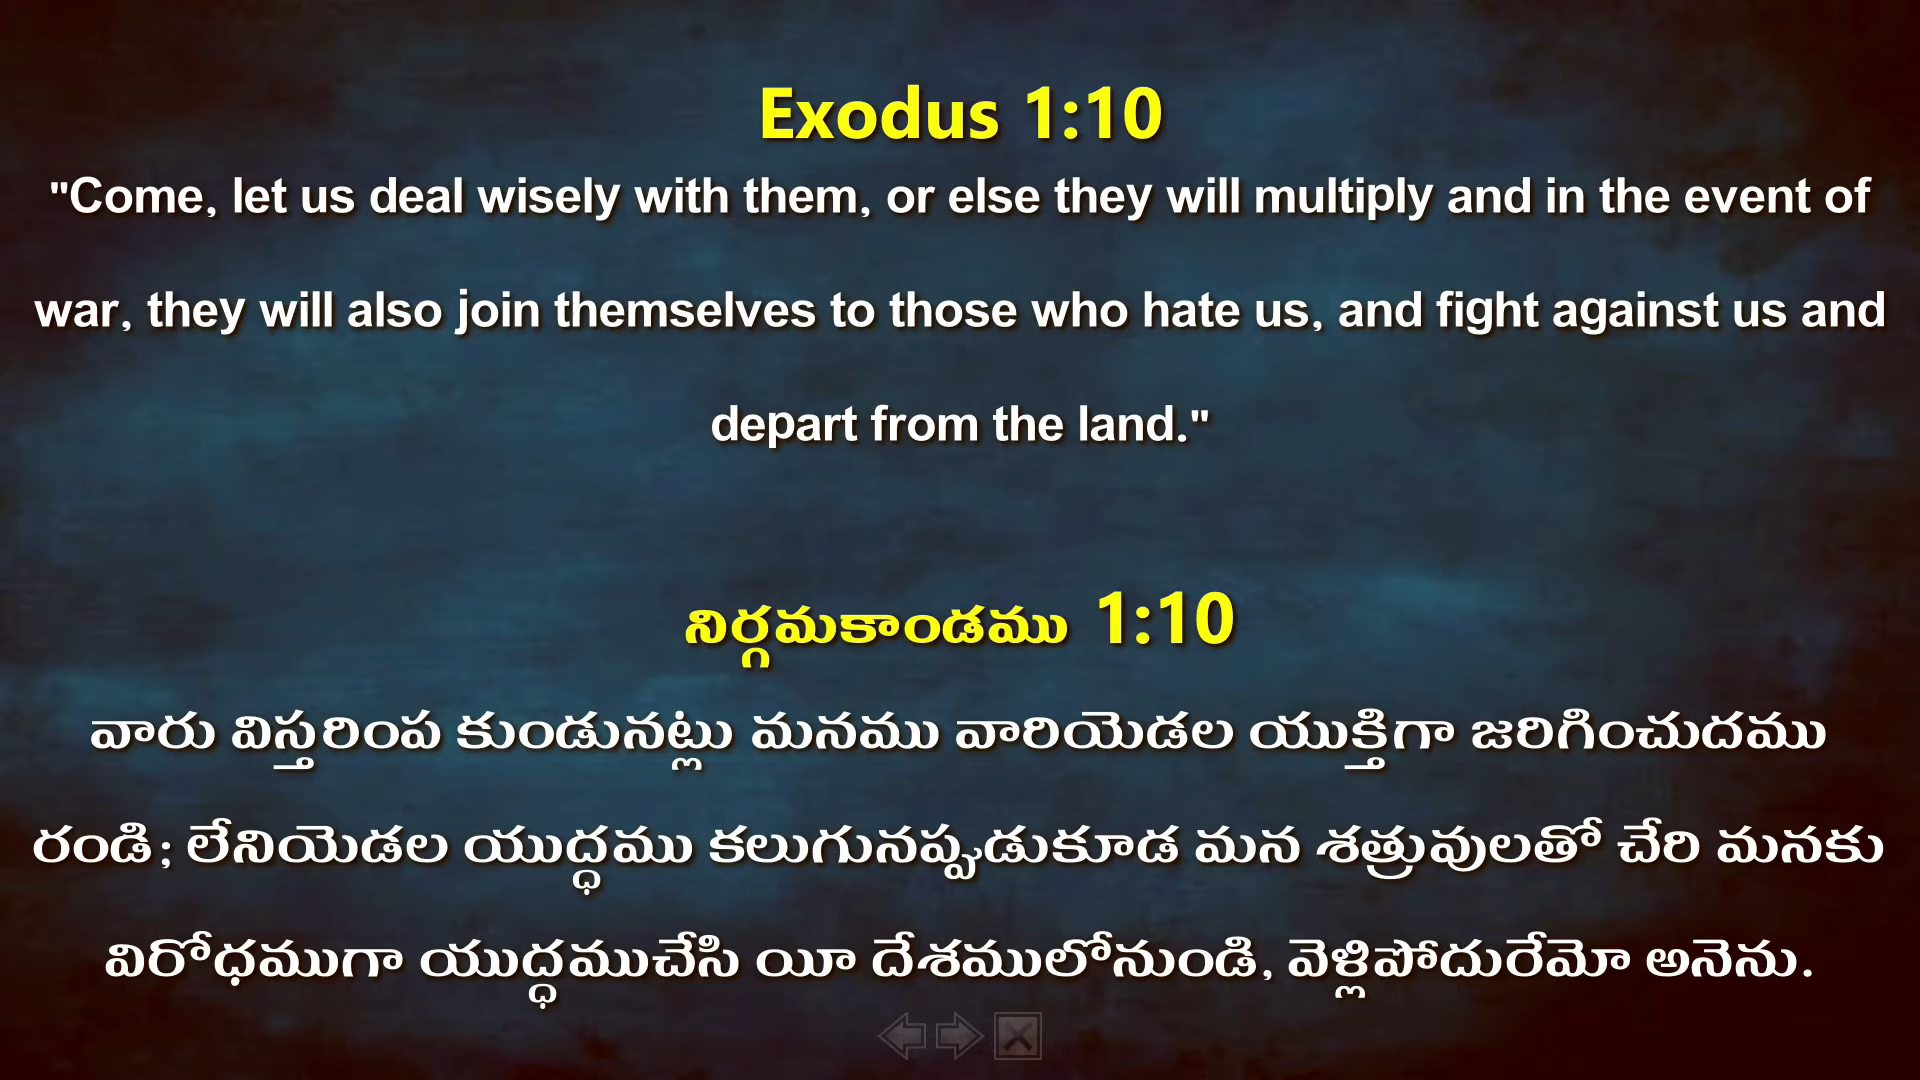 Exodus 1:10
"Come, let us deal wisely with them, or else they will multiply and in the event of
war, they will also join themselves to those who hate us, and fight against us and
depart from the land."
నిర్గమకాండము 1:10
వారు విస్తరింప కుండునట్లు మనము వారియెడల యుక్తిగా జరిగించుదము
రండి; లేనియెడల యుద్ధము కలుగునప్పుడుకూడ మన శత్రువులతో చేరి మనకు
విరోధముగా యుద్ధముచేసి యీ దేశములోనుండి, వెళ్లిపోదురేమో అనెను.